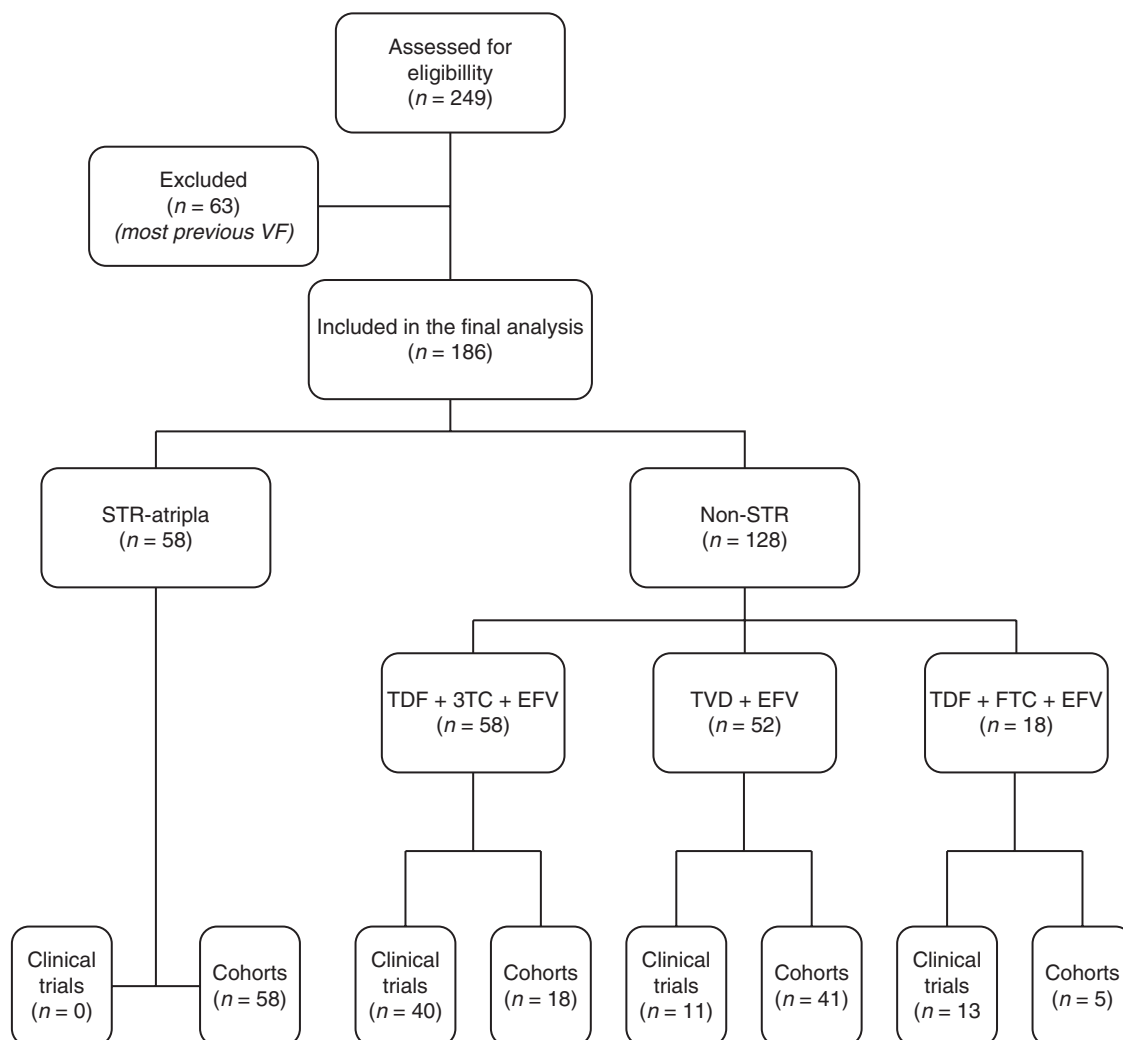 Assessed for
eligibillity
(n = 249)
Excluded
(n = 63)
(most previous VF)
Included in the final analysis
(n = 186)
STR-atripla
(n = 58)
Non-STR
(n = 128)
TDF + 3TC + EFV
(n = 58)
TVD + EFV
(n = 52)
TDF + FTC + EFV
(n = 18)
Clinical
trials
(n = 0)
Cohorts
(n = 58)
Clinical
trials
(n = 40)
Cohorts
(n = 18)
Clinical
trials
(n = 11)
Cohorts
(n = 41)
Clinical
trials
(n = 13
Cohorts
(n = 5)